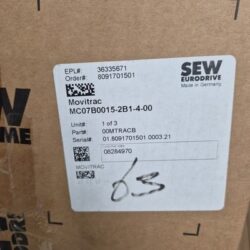 EPL#: 36335671
Order#: 8091701501
SEW
EURODRIVE
Made in Germany
Movitrac
MC07B0015-2B1-4-00
Unit#: 1 of 3
Part#: 00MTRACB
Serial#: 01.8091701501.0003.21
08284970
MOVITRAC
63